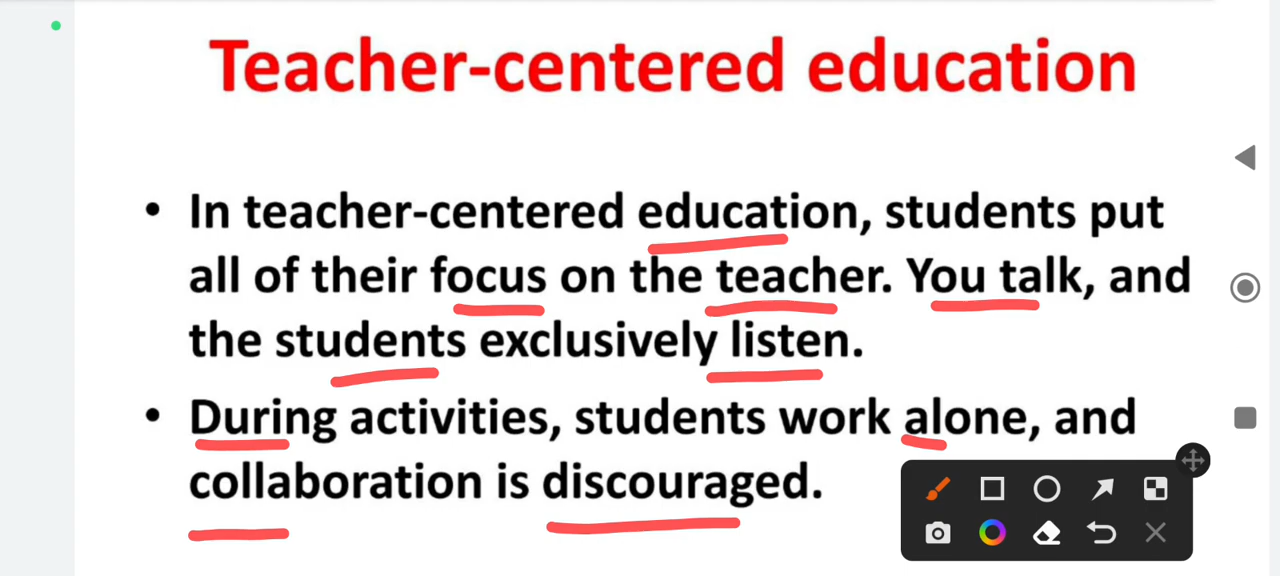 Teacher-centered education
• In teacher-centered education, students put
all of their focus on the teacher. You talk, and
the students exclusively listen.
• During activities, students work alone, and
collaboration is discouraged.